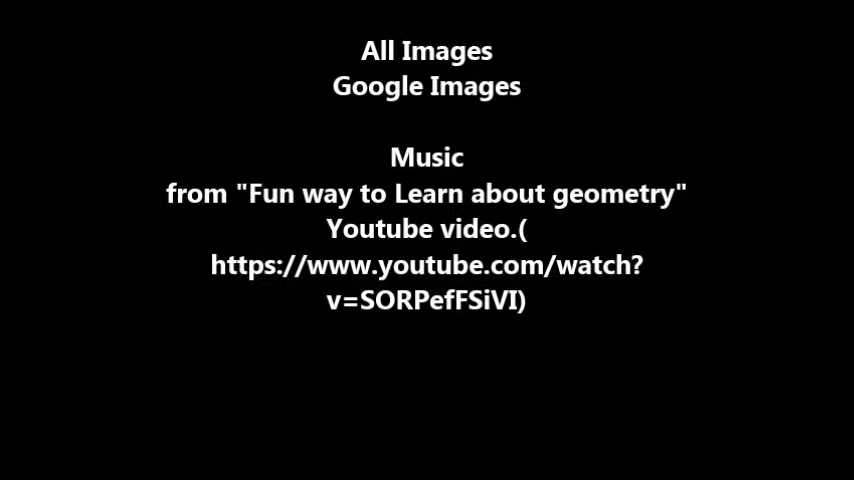 All Images
Google Images
Music
from "Fun way to Learn about geometry"
Youtube video.(
https://www.youtube.com/watch?
v=SORPefFSiVI)